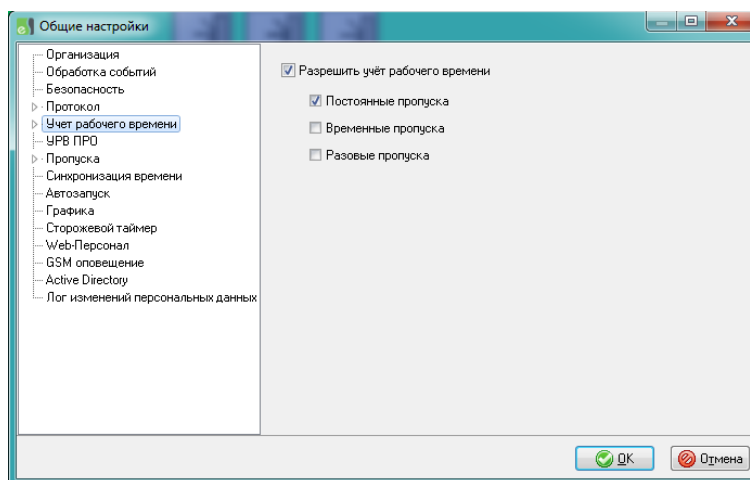 Общие настройки
Организация
Обработка событий
Безопасность
Протокол
Учет рабочего времени
УРВ ПРО
Пропуска
Синхронизация времени
Автозапуск
Графика
Сторожевой таймер
Web-Персонал
GSM оповещение
Active Directory
Лог изменений персональных данных
Разрешить учёт рабочего времени
Постоянные пропуска
Временные пропуска
Разовые пропуска
OK
Отмена